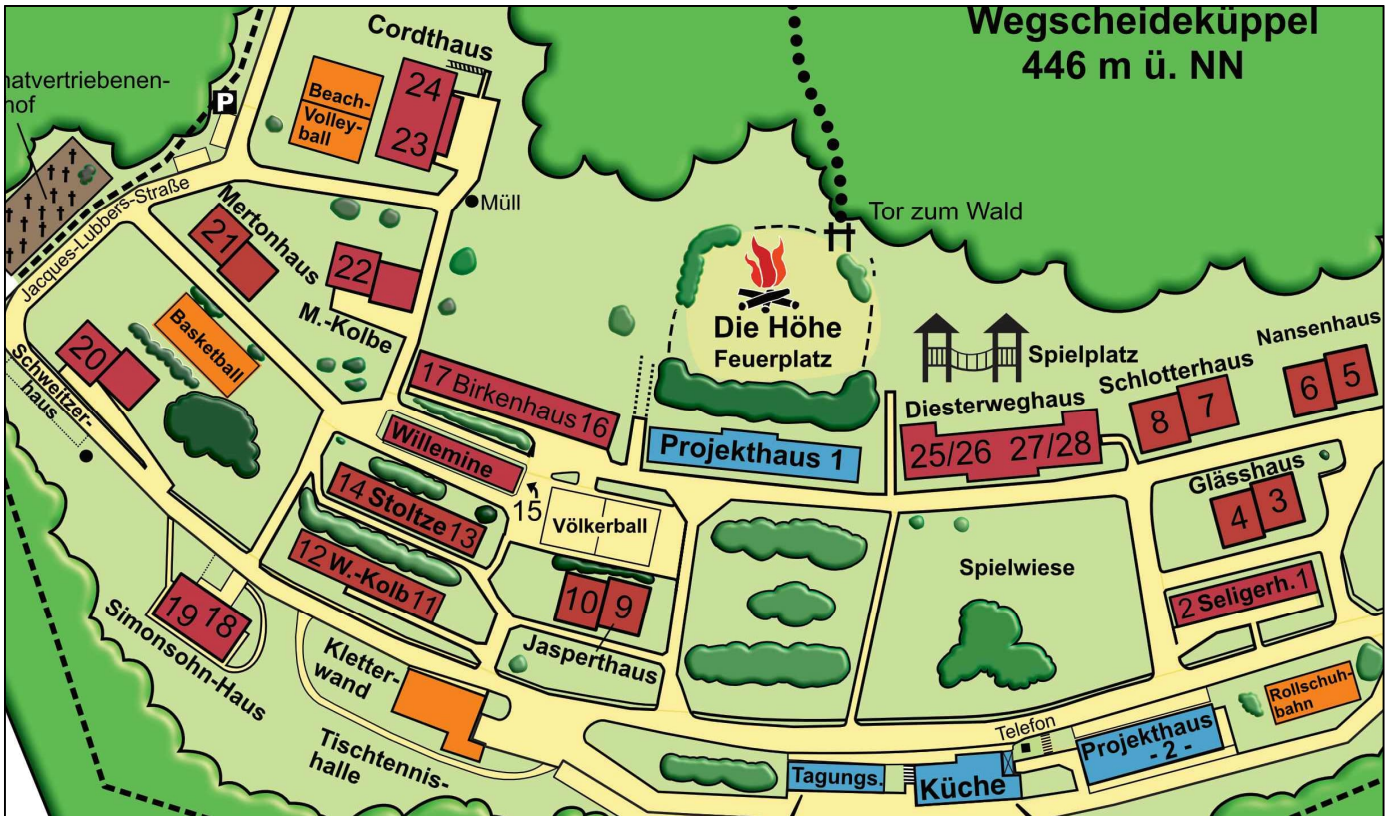 Wegscheideküppel
446 m ü. NN
Cordthaus
24
23
Beach-
Volley-
ball
P
Müll
Jacques-Lubbers-Straße
Mertonhaus
21
22
M.-Kolbe
Basketball
20
Schweitzer-
haus
Tor zum Wald
Die Höhe
Feuerplatz
Spielplatz
Nansenhaus
6 5
Schlotterhaus
8 7
Diesterweghaus
25/26 27/28
Projekthaus 1
17 Birkenhaus 16
Willemine
15
14 Stoltze 13
12 W.-Kolb 11
Völkerball
10 9
Jasperthaus
Glässhaus
4 3
2 Seligerh. 1
Spielwiese
19 18
Simonsohn-Haus
Kletter-
wand
Tischtennis-
halle
Telefon
Tagungs.
Küche
Projekthaus
- 2 -
Rollschuh-
bahn